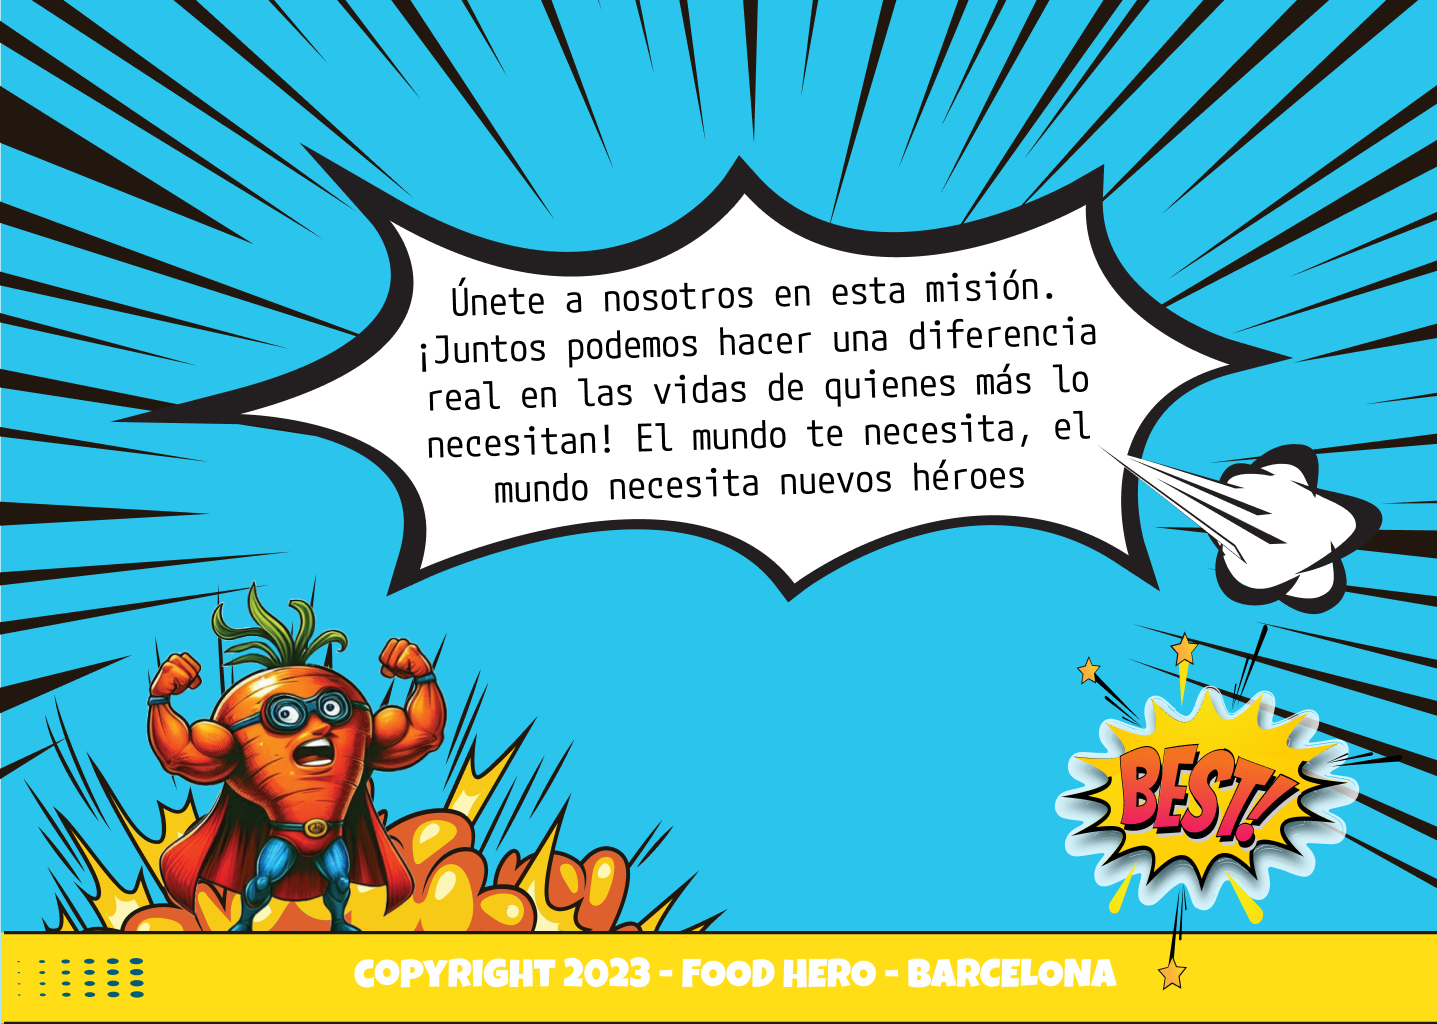 Únete a nosotros en esta misión.
¡Juntos podemos hacer una diferencia
real en las vidas de quienes más lo
necesitan! El mundo te necesita, el
mundo necesita nuevos héroes
BEST!
COPYRIGHT 2023 - FOOD HERO - BARCELONA